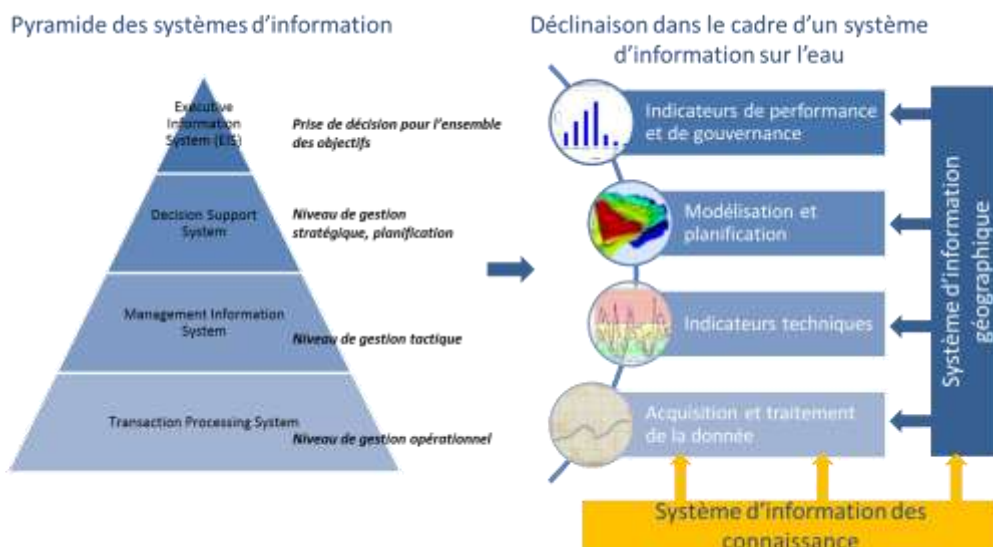 Pyramide des systèmes d'information
Executive
Information
System (EIS)
Prise de décision pour l'ensemble
des objectifs
Decision Support
System
Niveau de gestion
stratégique, planification
Management Information
System
Niveau de gestion tactique
Transaction Processing System
Niveau de gestion opérationnel
Déclinaison dans le cadre d'un système
d'information sur l'eau
Indicateurs de performance
et de gouvernance
Modélisation et
planification
Indicateurs techniques
Acquisition et traitement
de la donnée
Système d'information
géographique
Système d'information des
connaissance